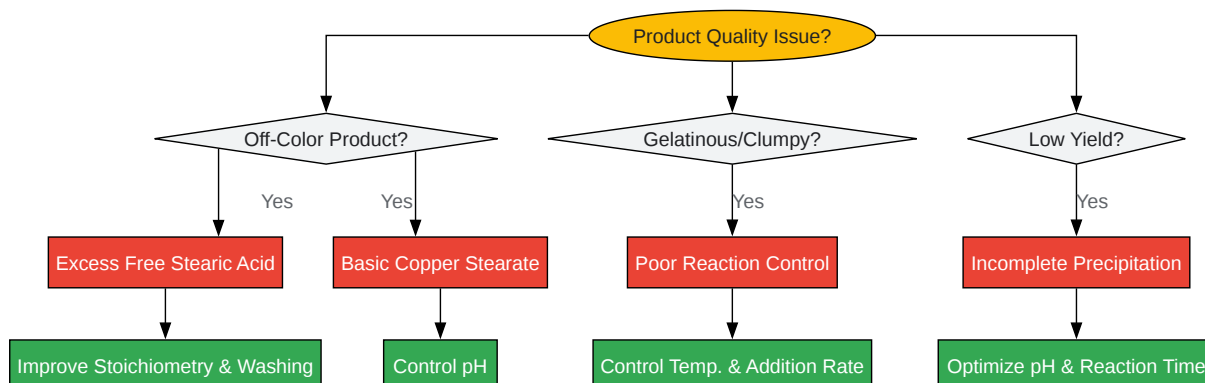 Product Quality Issue?
Off-Color Product?
Gelatinous/Clumpy?
Low Yield?
Yes
Yes
Yes
Yes
Excess Free Stearic Acid
Basic Copper Stearate
Poor Reaction Control
Incomplete Precipitation
Improve Stoichiometry & Washing
Control pH
Control Temp. & Addition Rate
Optimize pH & Reaction Time